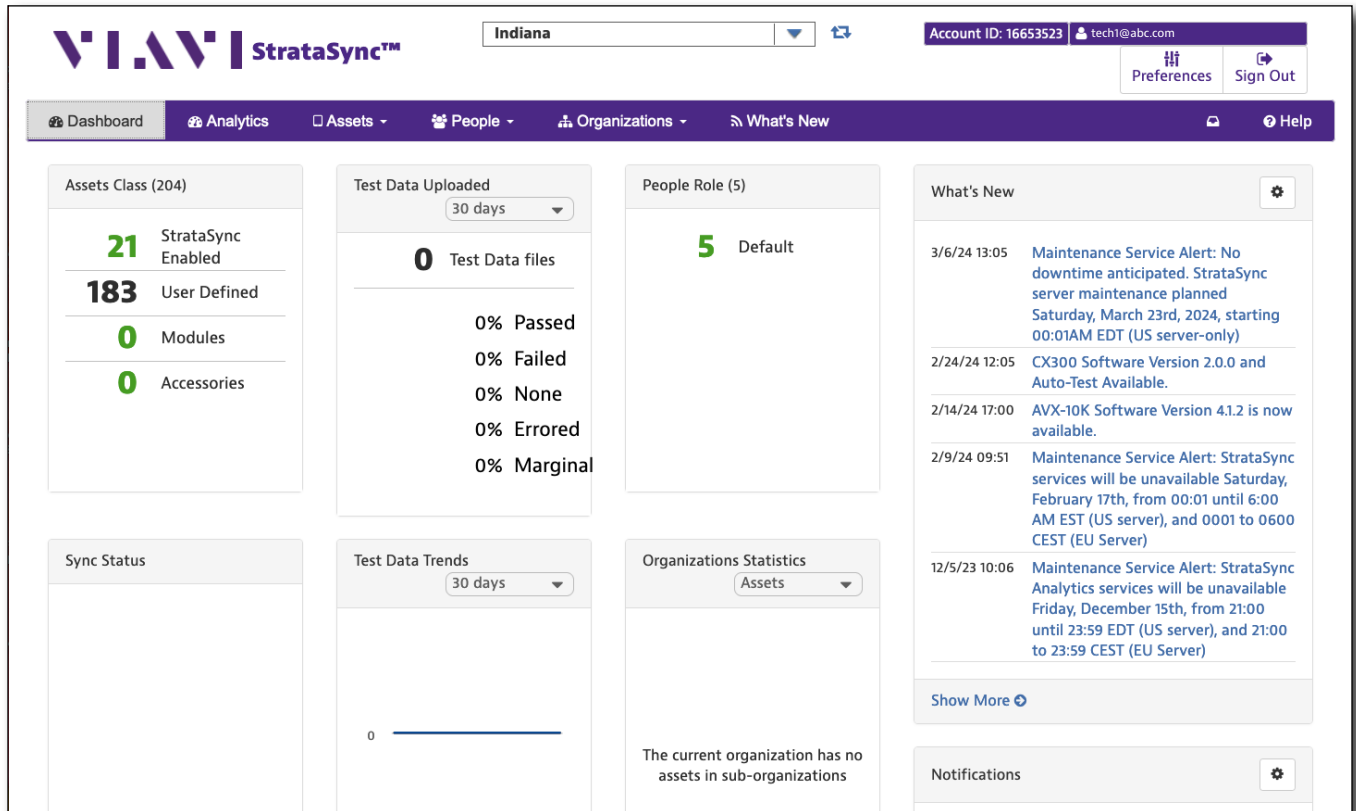 VIAVI StrataSync™
Indiana
Account ID: 16653523 tech1@abc.com
Preferences Sign Out
Dashboard Analytics Assets People Organizations What's New Help
Assets Class (204)
21 StrataSync
Enabled
183 User Defined
0 Modules
0 Accessories
Test Data Uploaded
30 days
0 Test Data files
0% Passed
0% Failed
0% None
0% Errored
0% Marginal
People Role (5)
5 Default
What's New
3/6/24 13:05 Maintenance Service Alert: No
downtime anticipated. StrataSync
server maintenance planned
Saturday, March 23rd, 2024, starting
00:01AM EDT (US server-only)
2/24/24 12:05 CX300 Software Version 2.0.0 and
Auto-Test Available.
2/14/24 17:00 AVX-10K Software Version 4.1.2 is now
available.
2/9/24 09:51 Maintenance Service Alert: StrataSync
services will be unavailable Saturday,
February 17th, from 00:01 until 6:00
AM EST (US server), and 0001 to 0600
CEST (EU Server)
12/5/23 10:06 Maintenance Service Alert: StrataSync
Analytics services will be unavailable
Friday, December 15th, from 21:00
until 23:59 EDT (US server), and 21:00
to 23:59 CEST (EU Server)
Show More
Sync Status
Test Data Trends
30 days
0
Organizations Statistics
Assets
The current organization has no
assets in sub-organizations
Notifications